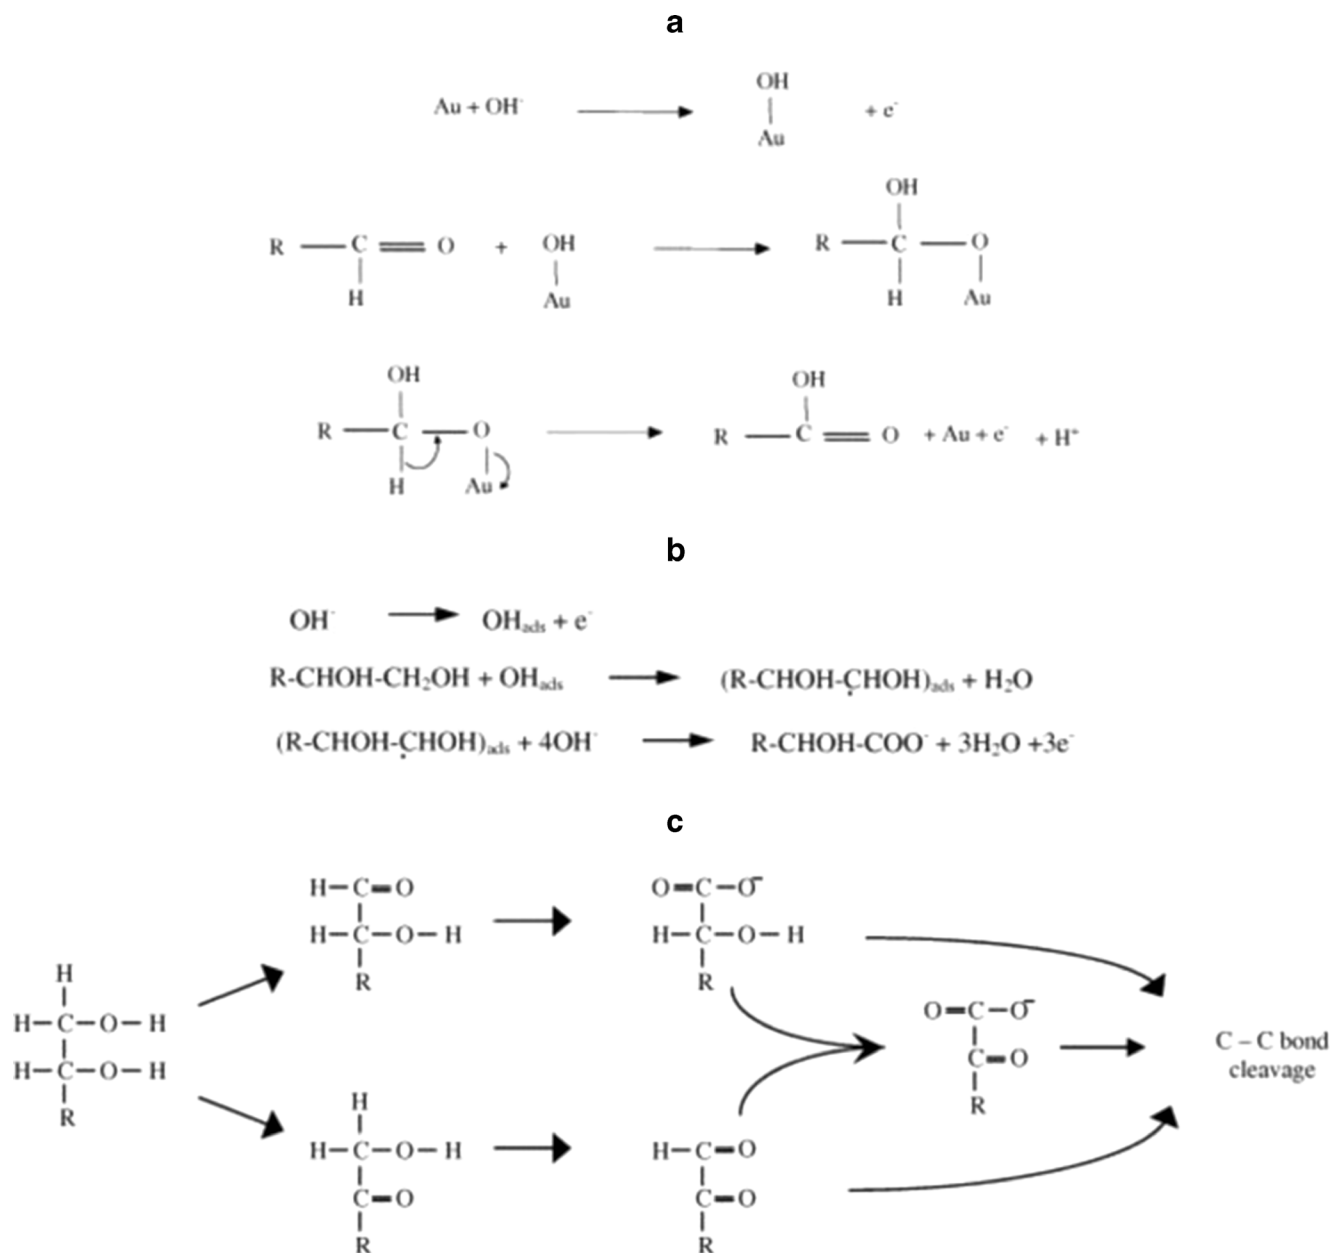 a
Au + OH⁻ OH + e⁻
Au
OH
R — C = O + OH R — C — O
H Au H Au
OH OH
R — C — O R — C = O + Au + e⁻ + H⁺
H Au
b
OH⁻ OHads + e⁻
R-CHOH-CH₂OH + OHads (R-CHOH-CHOH)ads + H₂O
(R-CHOH-CHOH)ads + 4OH⁻ R-CHOH-COO⁻ + 3H₂O +3e⁻
c
H–C=O O=C–O⁻
H–C–O–H H–C–O–H
R R
H
H–C–O–H
H–C–O–H
R
O=C–O⁻
C=O
R
C – C bond
cleavage
H
H–C–O–H H–C=O
C=O C=O
R R